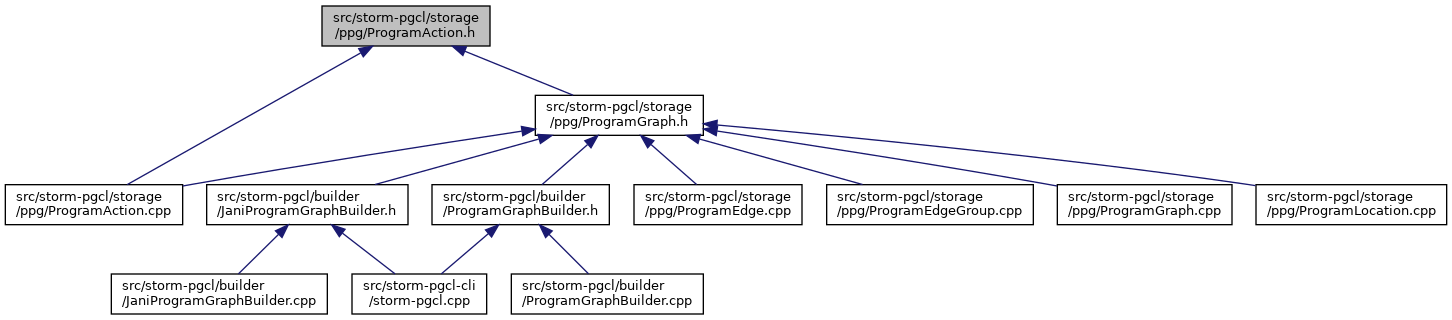 src/storm-pgcl/storage
/ppg/ProgramAction.h
src/storm-pgcl/storage
/ppg/ProgramGraph.h
src/storm-pgcl/storage
/ppg/ProgramAction.cpp
src/storm-pgcl/builder
/JaniProgramGraphBuilder.h
src/storm-pgcl/builder
/ProgramGraphBuilder.h
src/storm-pgcl/storage
/ppg/ProgramEdge.cpp
src/storm-pgcl/storage
/ppg/ProgramEdgeGroup.cpp
src/storm-pgcl/storage
/ppg/ProgramGraph.cpp
src/storm-pgcl/storage
/ppg/ProgramLocation.cpp
src/storm-pgcl/builder
/JaniProgramGraphBuilder.cpp
src/storm-pgcl-cli
/storm-pgcl.cpp
src/storm-pgcl/builder
/ProgramGraphBuilder.cpp